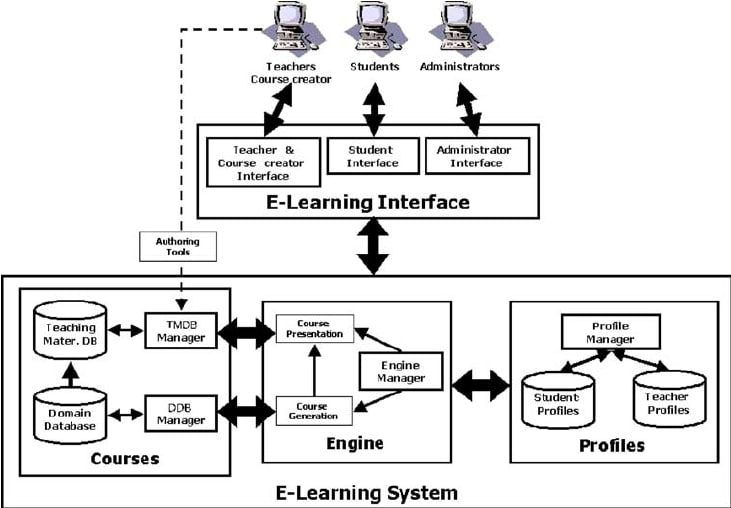 Teachers
Course creator
Students
Administrators
Teacher &
Course creator
Interface
Student
Interface
Administrator
Interface
E-Learning Interface
Authoring
Tools
Teaching
Mater. DB
TMDB
Manager
Domain
Database
DDB
Manager
Courses
Course
Presentation
Engine
Manager
Course
Generation
Engine
Profile
Manager
Student
Profiles
Teacher
Profiles
Profiles
E-Learning System